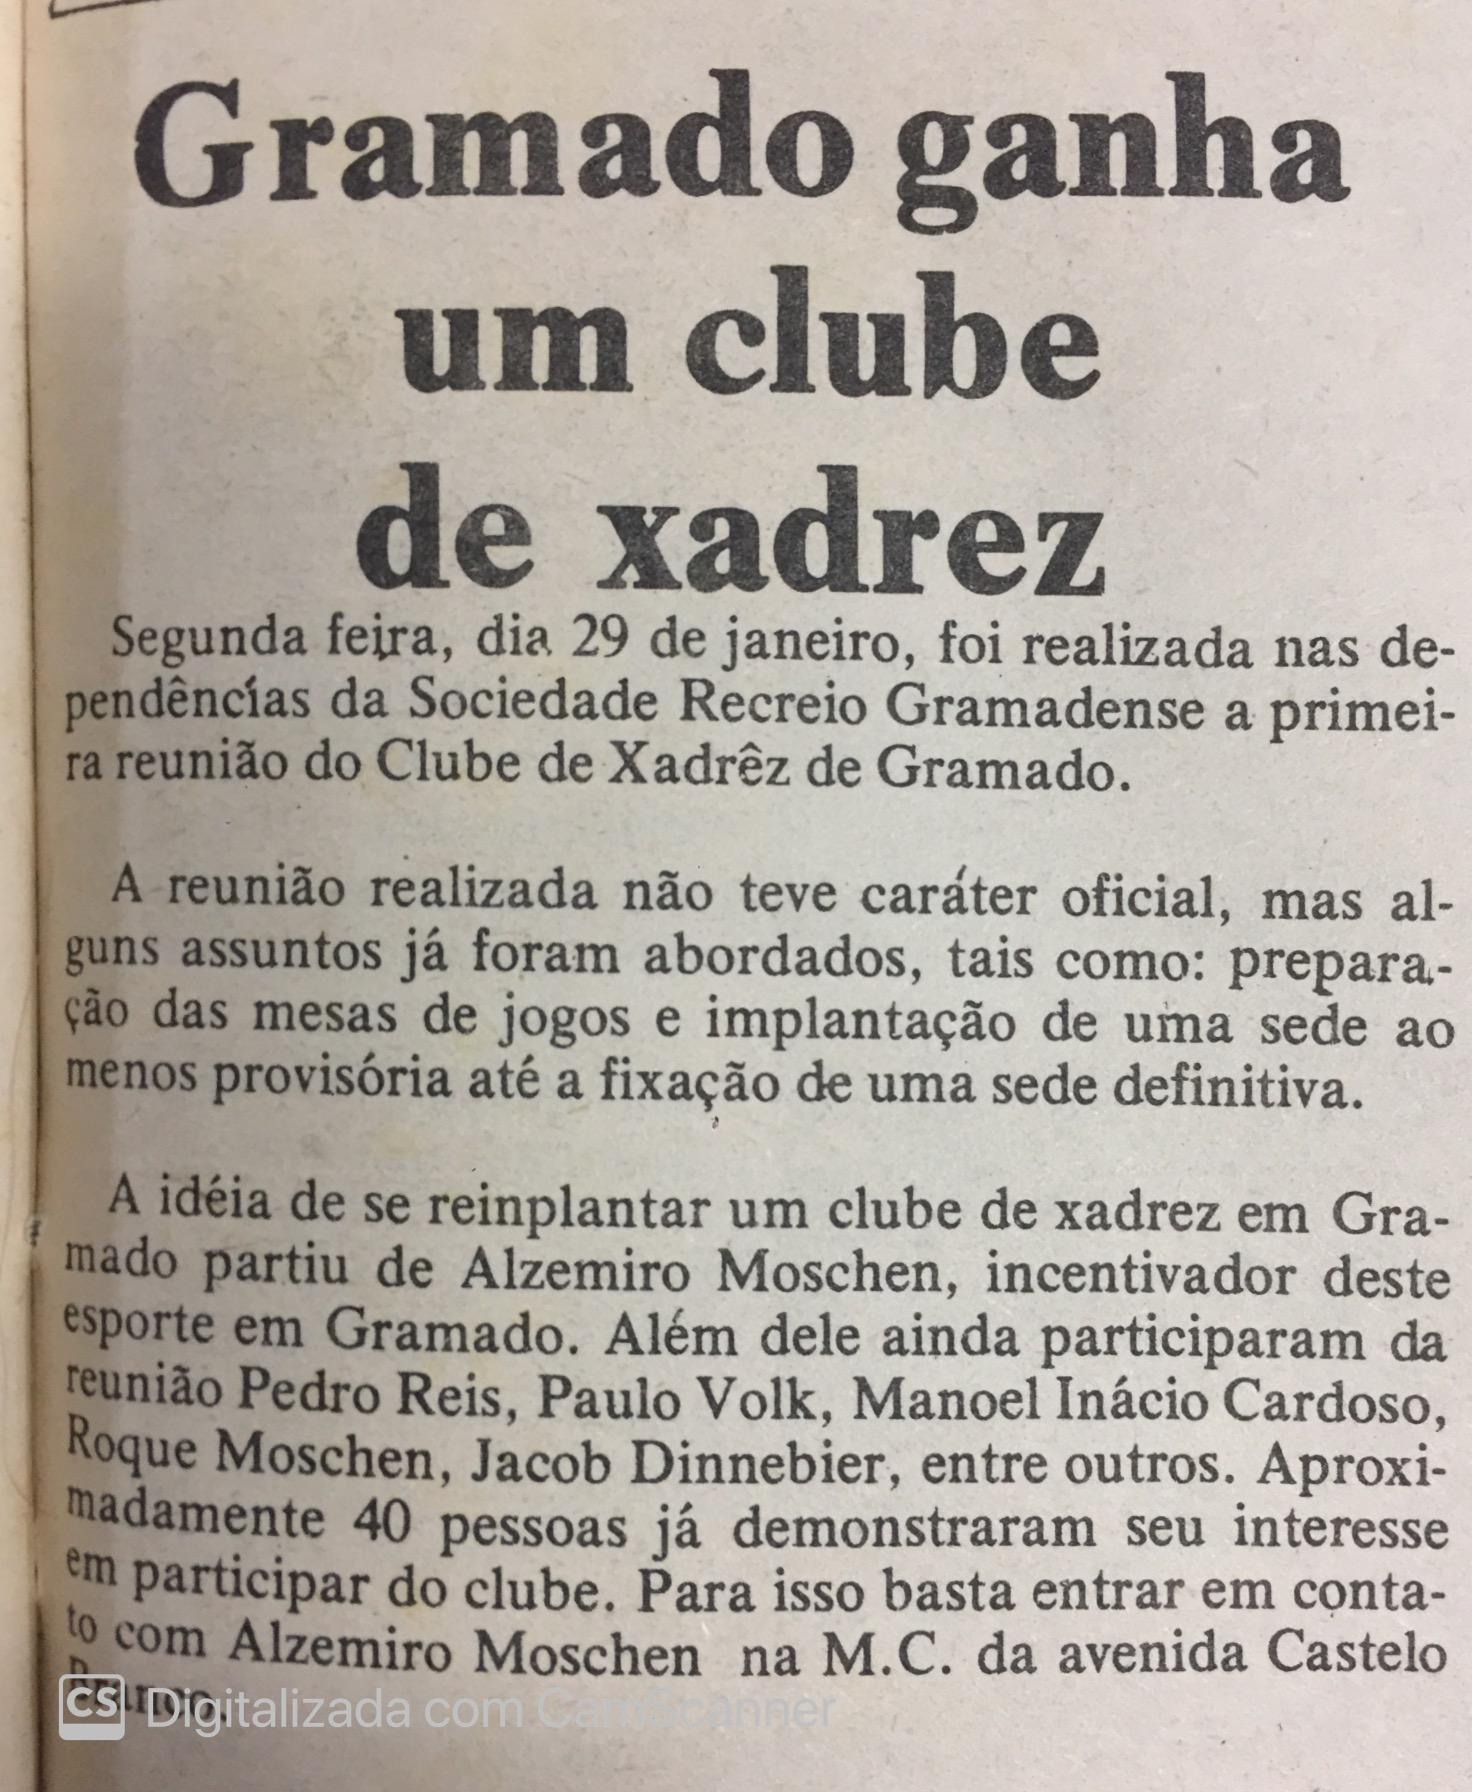 Gramado ganha
um clube
de xadrez
Segunda feira, dia 29 de janeiro, foi realizada nas de-
pendências da Sociedade Recreio Gramadense a primei-
ra reunião do Clube de Xadrêz de Gramado.
A reunião realizada não teve caráter oficial, mas al-
guns assuntos já foram abordados, tais como: prepara-
ção das mesas de jogos e implantação de uma sede ao
menos provisória até a fixação de uma sede definitiva.
A idéia de se reinplantar um clube de xadrez em Gra-
mado partiu de Alzemiro Moschen, incentivador deste
esporte em Gramado. Além dele ainda participaram da
reunião Pedro Reis, Paulo Volk, Manoel Inácio Cardoso,
Roque Moschen, Jacob Dinnebier, entre outros. Aproxi-
madamente 40 pessoas já demonstraram seu interesse
em participar do clube. Para isso basta entrar em conta-
to com Alzemiro Moschen na M.C. da avenida Castelo
Branco.
CS Digitalizada com CamScanner